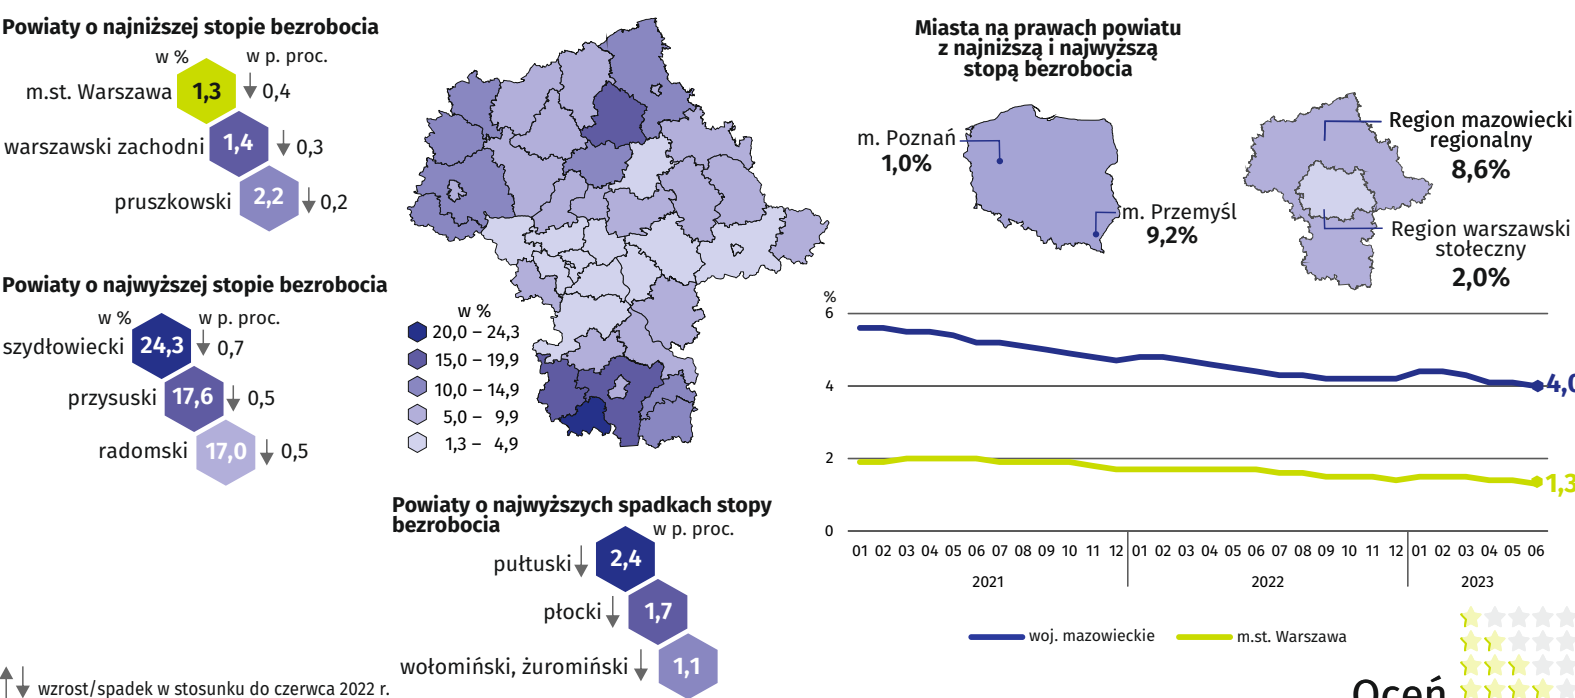 Powiaty o najniższej stopie bezrobocia
w %
w p. proc.
m.st. Warszawa 1,3 0,4
warszawski zachodni 1,4 0,3
pruszkowski 2,2 0,2
Powiaty o najwyższej stopie bezrobocia
w %
w p. proc.
szydłowiecki 24,3 0,7
przysuski 17,6 0,5
radomski 17,0 0,5
w %
20,0 – 24,3
15,0 – 19,9
10,0 – 14,9
5,0 – 9,9
1,3 – 4,9
Powiaty o najwyższych spadkach stopy
bezrobocia
w p. proc.
pułtuski 2,4
płocki 1,7
wołomiński, żuromiński 1,1
wzrost/spadek w stosunku do czerwca 2022 r.
Miasta na prawach powiatu
z najniższą i najwyższą
stopą bezrobocia
m. Poznań
1,0%
m. Przemyśl
9,2%
Region mazowiecki
regionalny
8,6%
Region warszawski
stołeczny
2,0%
%
6
4
2
0
4,0
1,3
01 02 03 04 05 06 07 08 09 10 11 12 01 02 03 04 05 06 07 08 09 10 11 12 01 02 03 04 05 06
2021 2022 2023
woj. mazowieckie
m.st. Warszawa
Oceń